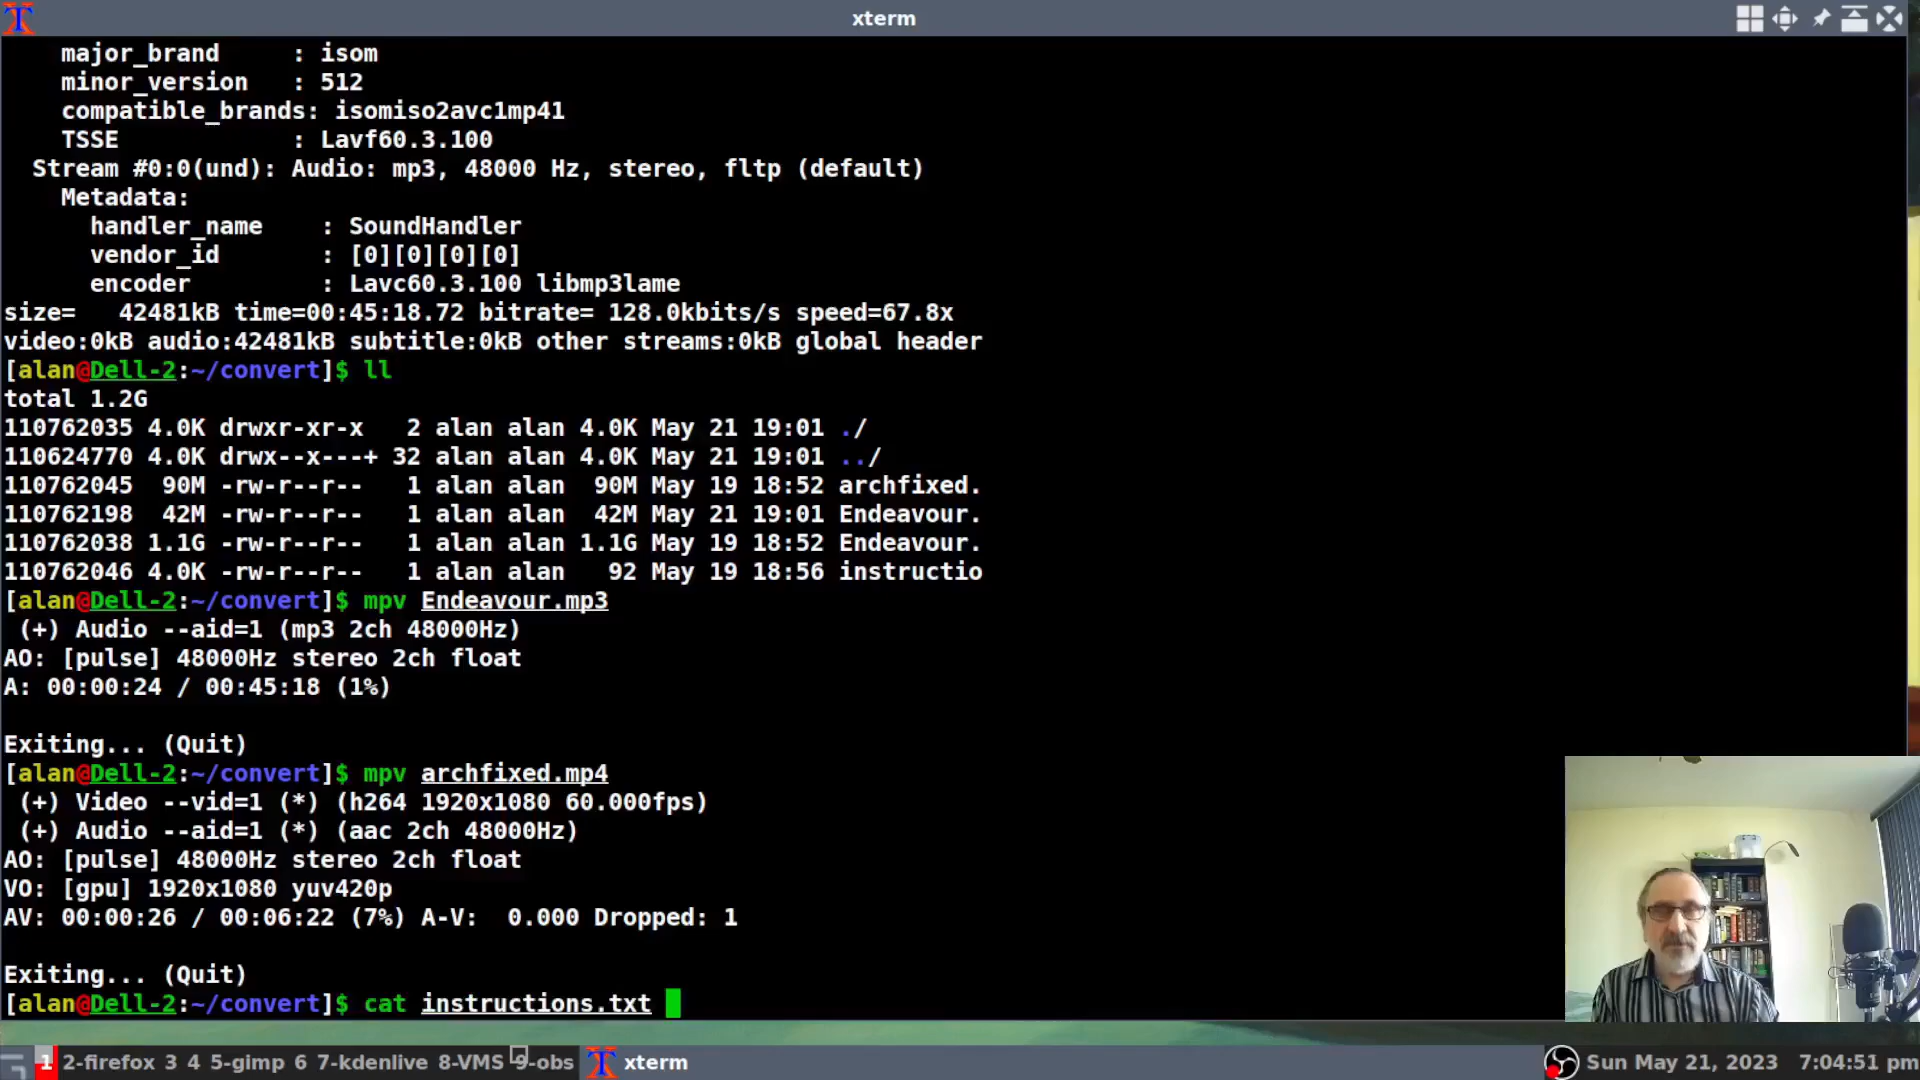 xterm
major_brand     : isom
minor_version   : 512
compatible_brands: isomiso2avc1mp41
TSSE            : Lavf60.3.100
Stream #0:0(und): Audio: mp3, 48000 Hz, stereo, fltp (default)
Metadata:
handler_name    : SoundHandler
vendor_id       : [0][0][0][0]
encoder         : Lavc60.3.100 libmp3lame
size=   42481kB time=00:45:18.72 bitrate= 128.0kbits/s speed=67.8x
video:0kB audio:42481kB subtitle:0kB other streams:0kB global header
[alan@Dell-2:~/convert]$ ll
total 1.2G
110762035 4.0K drwxr-xr-x   2 alan alan 4.0K May 21 19:01 ./
110624770 4.0K drwx--x---+ 32 alan alan 4.0K May 21 19:01 ../
110762045  90M -rw-r--r--   1 alan alan  90M May 19 18:52 archfixed.
110762198  42M -rw-r--r--   1 alan alan  42M May 21 19:01 Endeavour.
110762038 1.1G -rw-r--r--   1 alan alan 1.1G May 19 18:52 Endeavour.
110762046 4.0K -rw-r--r--   1 alan alan   92 May 19 18:56 instructio
[alan@Dell-2:~/convert]$ mpv Endeavour.mp3
(+) Audio --aid=1 (mp3 2ch 48000Hz)
AO: [pulse] 48000Hz stereo 2ch float
A: 00:00:24 / 00:45:18 (1%)
Exiting... (Quit)
[alan@Dell-2:~/convert]$ mpv archfixed.mp4
(+) Video --vid=1 (*) (h264 1920x1080 60.000fps)
(+) Audio --aid=1 (*) (aac 2ch 48000Hz)
AO: [pulse] 48000Hz stereo 2ch float
VO: [gpu] 1920x1080 yuv420p
AV: 00:00:26 / 00:06:22 (7%) A-V:  0.000 Dropped: 1
Exiting... (Quit)
[alan@Dell-2:~/convert]$ cat instructions.txt
1 2-firefox 3 4 5-gimp 6 7-kdenlive 8-VMS 9-obs xterm Sun May 21, 2023 7:04:51 pm